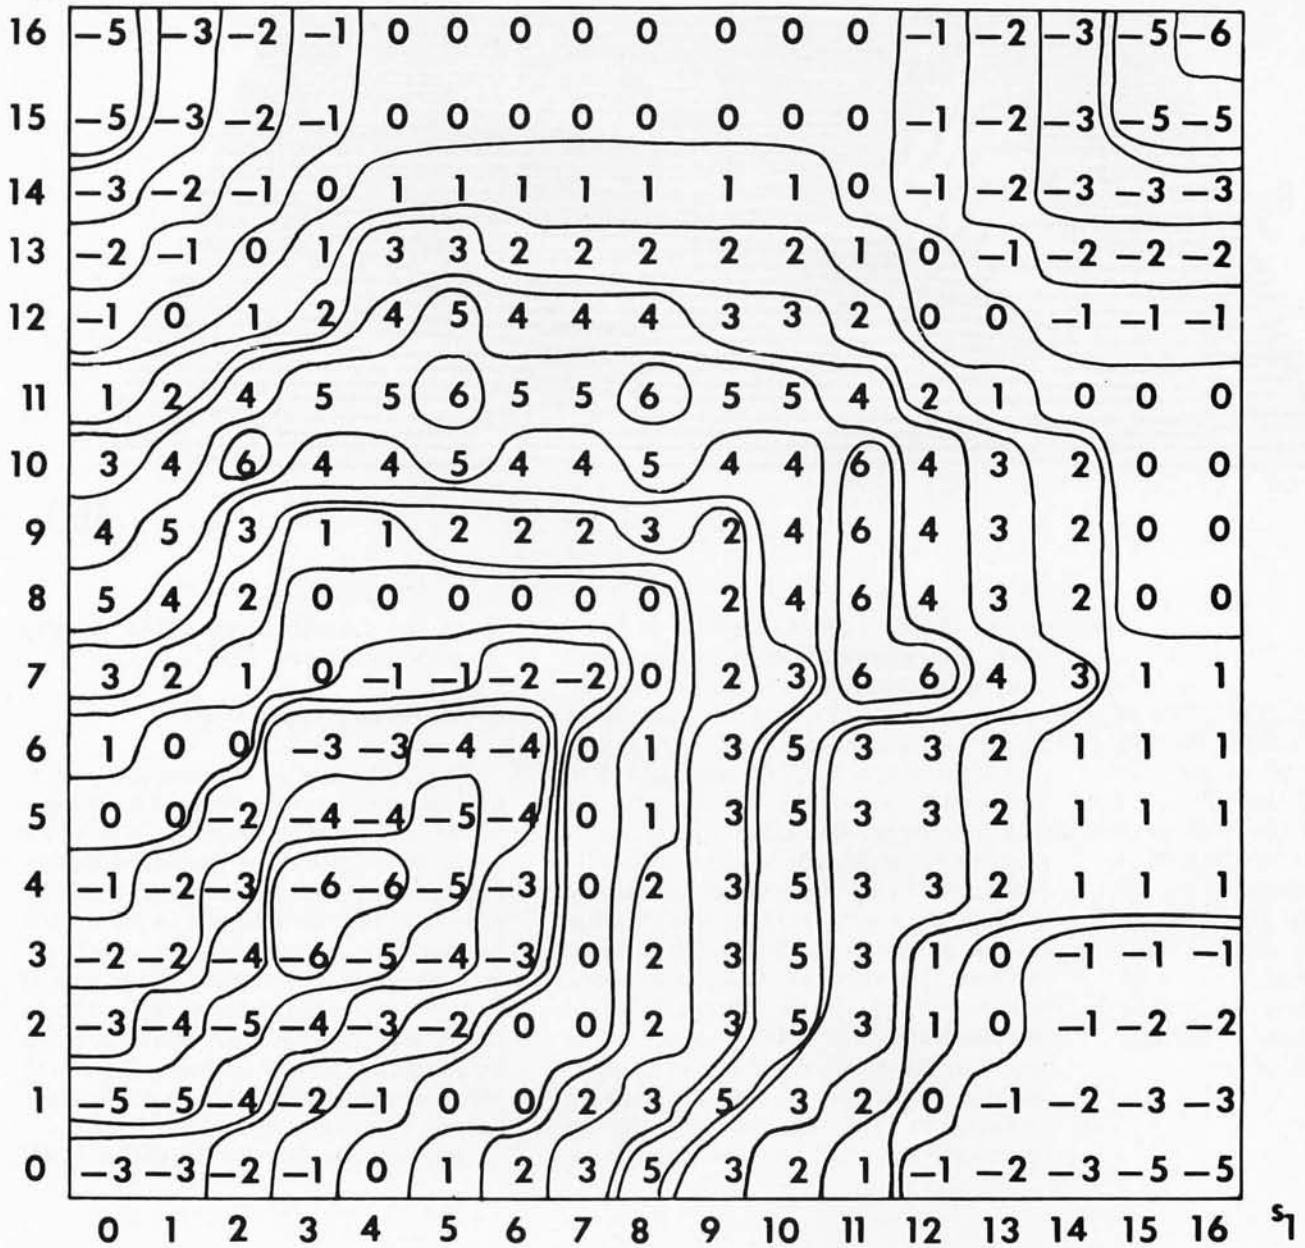 16 −5 −3 −2 −1 0 0 0 0 0 0 0 0 −1 −2 −3 −5 −6
15 −5 −3 −2 −1 0 0 0 0 0 0 0 0 −1 −2 −3 −5 −5
14 −3 −2 −1 0 1 1 1 1 1 1 1 0 −1 −2 −3 −3 −3
13 −2 −1 0 1 3 3 2 2 2 2 2 1 0 −1 −2 −2 −2
12 −1 0 1 2 4 5 4 4 4 3 3 2 0 0 −1 −1 −1
11 1 2 4 5 5 6 5 5 6 5 5 4 2 1 0 0 0
10 3 4 6 4 4 5 4 4 5 4 4 6 4 3 2 0 0
9 4 5 3 1 1 2 2 2 3 2 4 6 4 3 2 0 0
8 5 4 2 0 0 0 0 0 0 2 4 6 4 3 2 0 0
7 3 2 1 0 −1 −1 −2 −2 0 2 3 6 6 4 3 1 1
6 1 0 0 −3 −3 −4 −4 0 1 3 5 3 3 2 1 1 1
5 0 0 −2 −4 −4 −5 −4 0 1 3 5 3 3 2 1 1 1
4 −1 −2 −3 −6 −6 −5 −3 0 2 3 5 3 3 2 1 1 1
3 −2 −2 −4 −6 −5 −4 −3 0 2 3 5 3 1 0 −1 −1 −1
2 −3 −4 −5 −4 −3 −2 0 0 2 3 5 3 1 0 −1 −2 −2
1 −5 −5 −4 −2 −1 0 0 2 3 5 3 2 0 −1 −2 −3 −3
0 −3 −3 −2 −1 0 1 2 3 5 3 2 1 −1 −2 −3 −5 −5
0 1 2 3 4 5 6 7 8 9 10 11 12 13 14 15 16 s₁